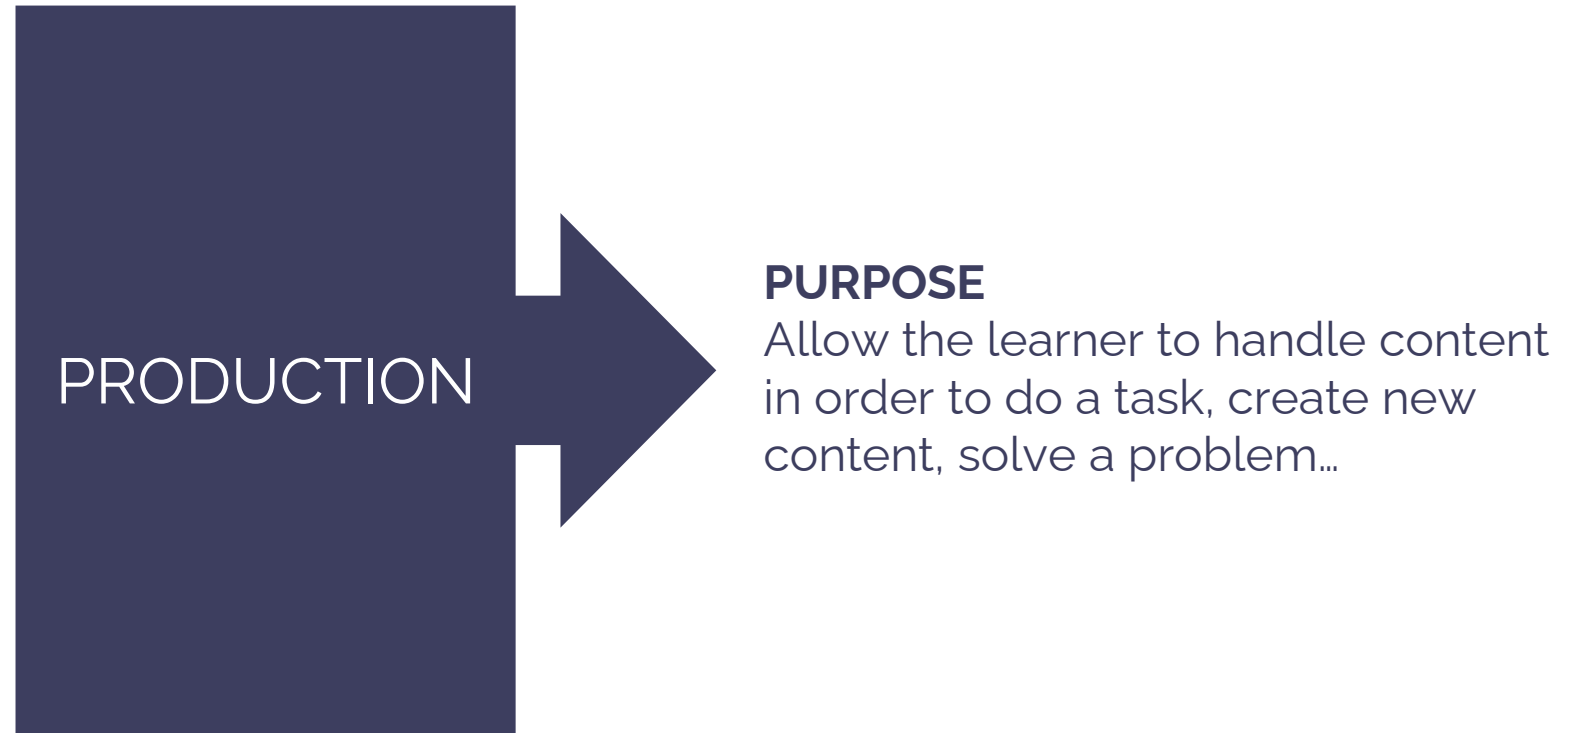 PRODUCTION
PURPOSE
Allow the learner to handle content
in order to do a task, create new
content, solve a problem…